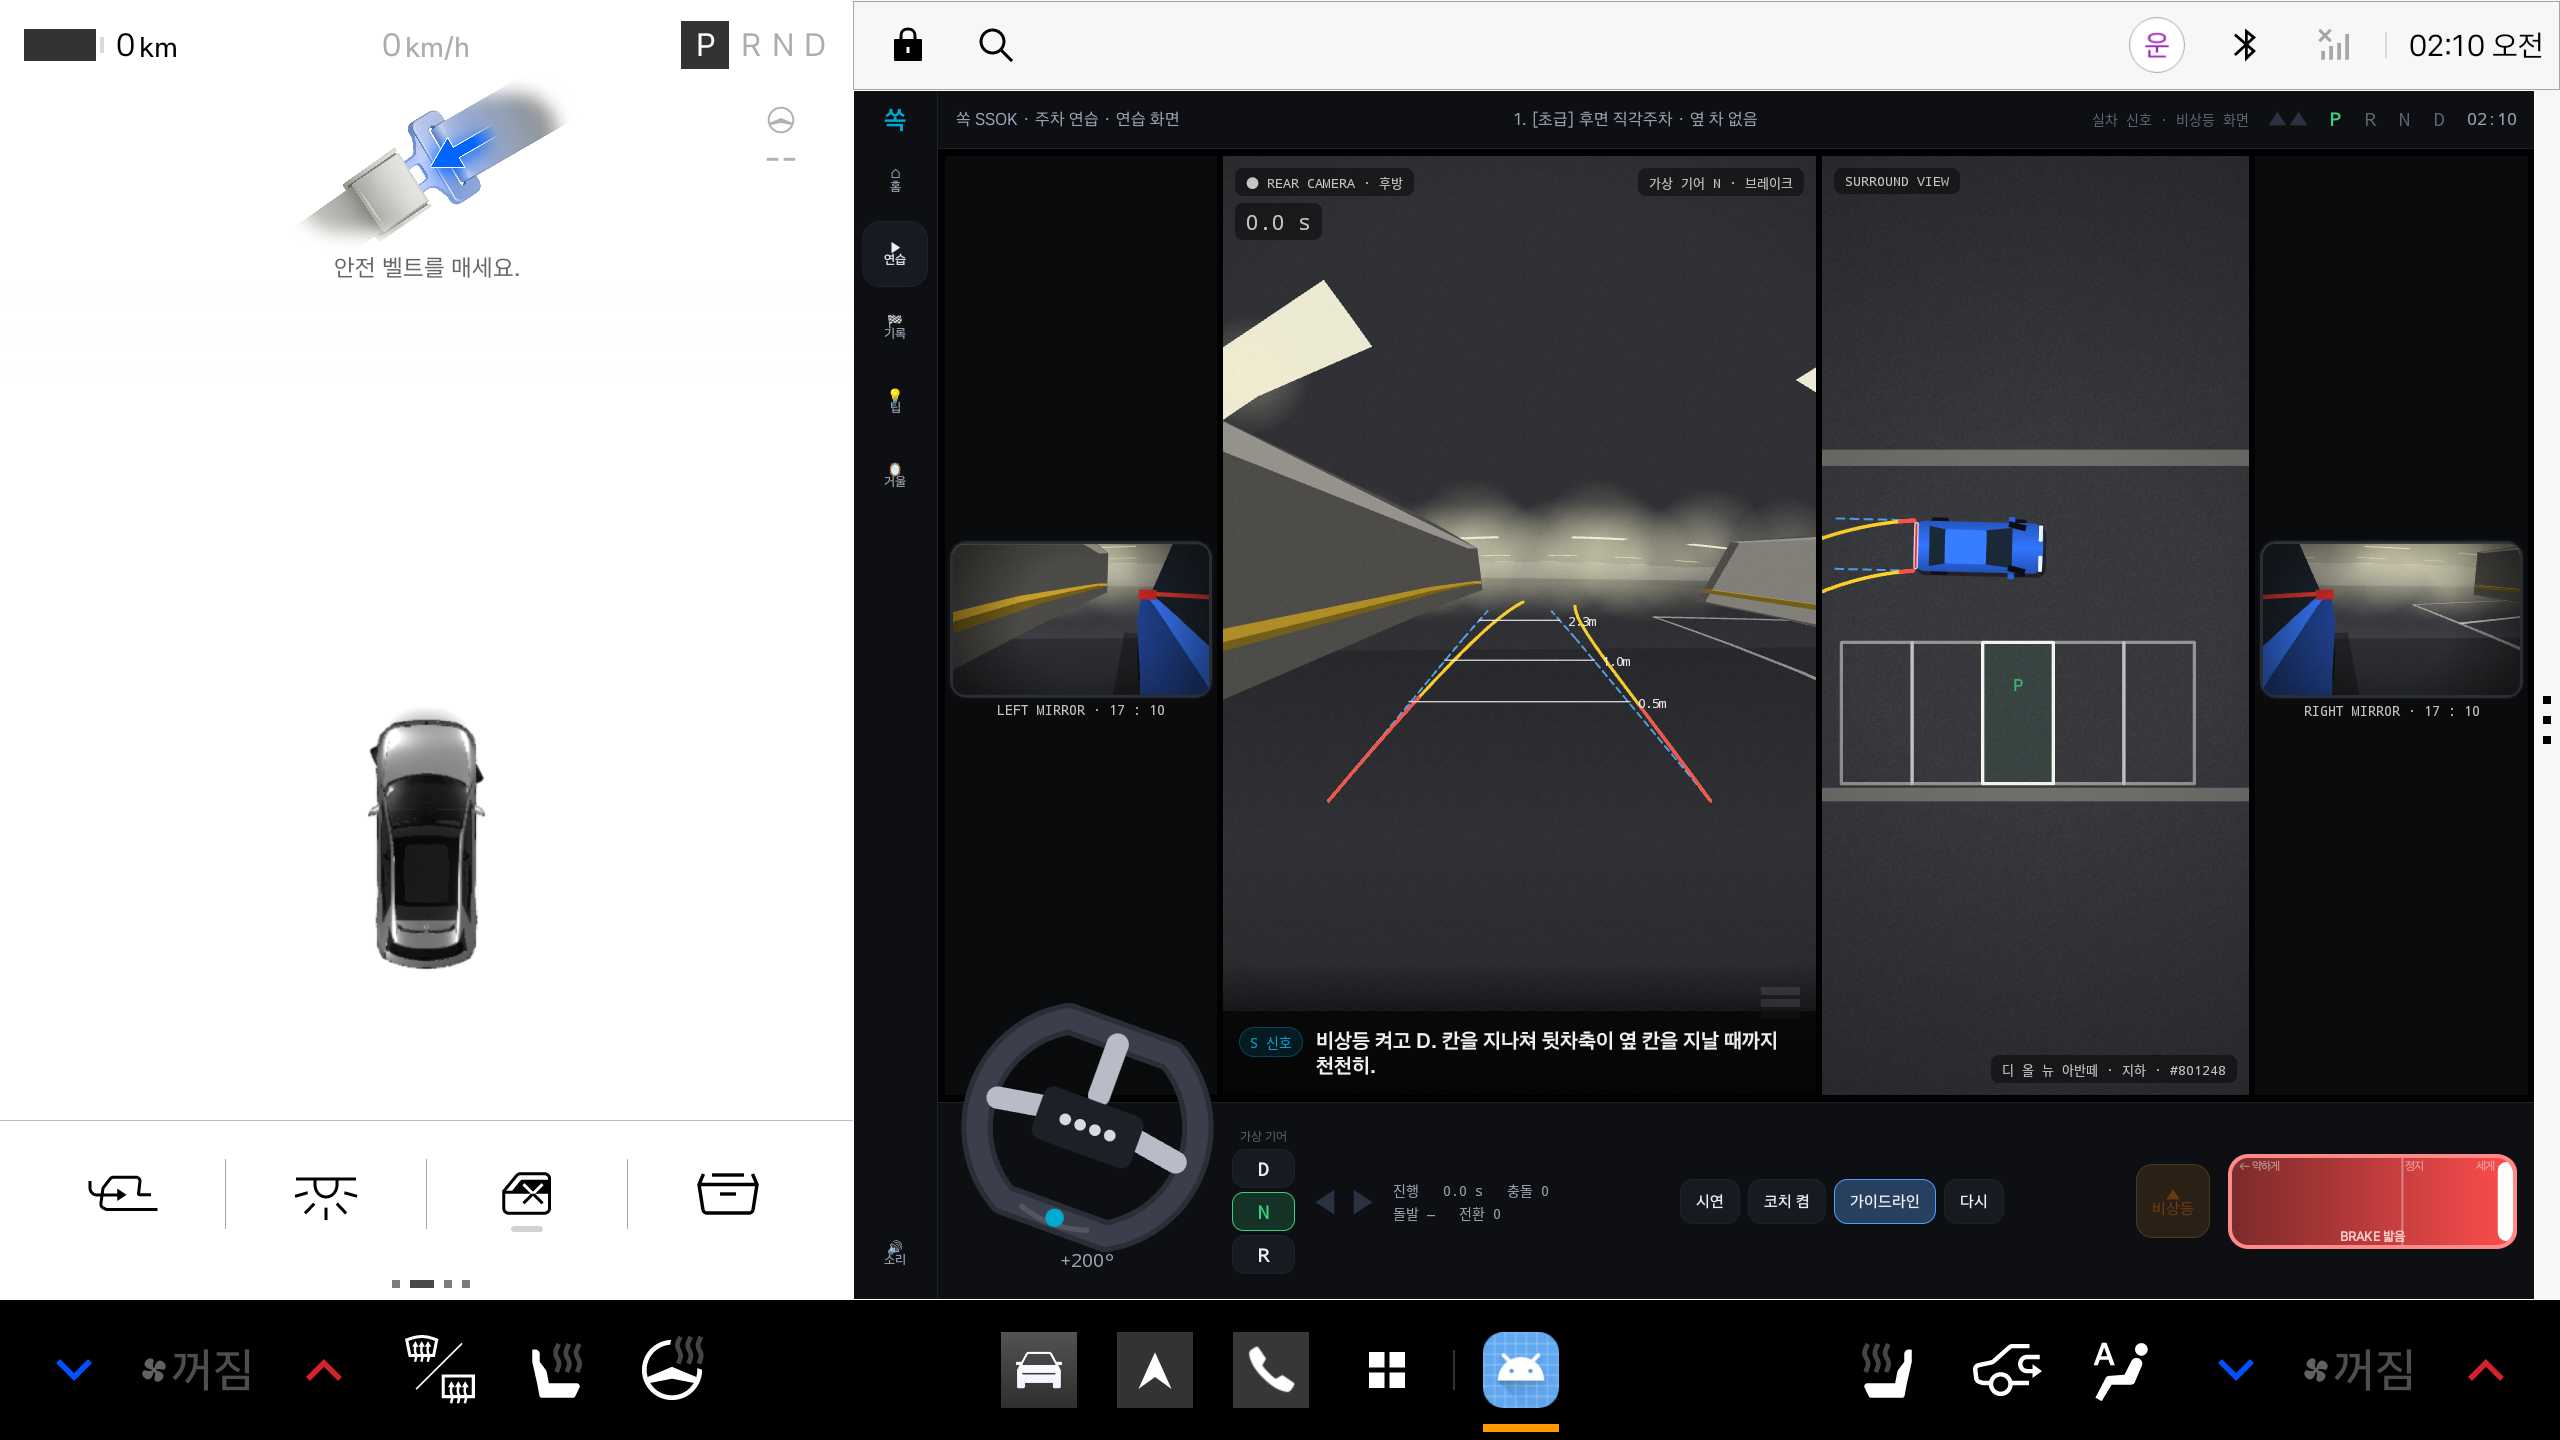 0 km
0 km/h
P R N D
02:10 오전
운
안전 벨트를 매세요.
쏙
쏙 SSOK · 주차 연습 · 연습 화면
1. [초급] 후면 직각주차 · 옆 차 없음
실차 신호 · 비상등 화면
P R N D 02:10
홈
연습
기록
팁
거울
소리
REAR CAMERA · 후방
가상 기어 N · 브레이크
0.0 s
SURROUND VIEW
2.3m
1.0m
0.5m
P
LEFT MIRROR · 17 : 10
RIGHT MIRROR · 17 : 10
S 신호
비상등 켜고 D. 칸을 지나쳐 뒷차축이 옆 칸을 지날 때까지
천천히.
디 올 뉴 아반떼 · 지하 · #801248
+200°
가상 기어
D
N
R
진행 0.0 s 충돌 0
돌발 — 전환 0
시연
코치 켬
가이드라인
다시
비상등
←약하게 정지 세게
BRAKE 밟음
꺼짐
A
꺼짐